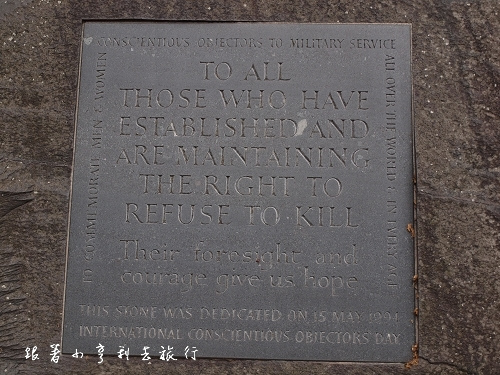 TO COMMEMORATE MEN & WOMEN
CONSCIENTIOUS OBJECTORS TO MILITARY SERVICE
ALL OVER THE WORLD & IN EVERY AGE
TO ALL
THOSE WHO HAVE
ESTABLISHED AND
ARE MAINTAINING
THE RIGHT TO
REFUSE TO KILL
Their foresight and
courage give us hope
THIS STONE WAS DEDICATED ON 15 MAY 1994
INTERNATIONAL CONSCIENTIOUS OBJECTORS' DAY
跟著小亨利去旅行